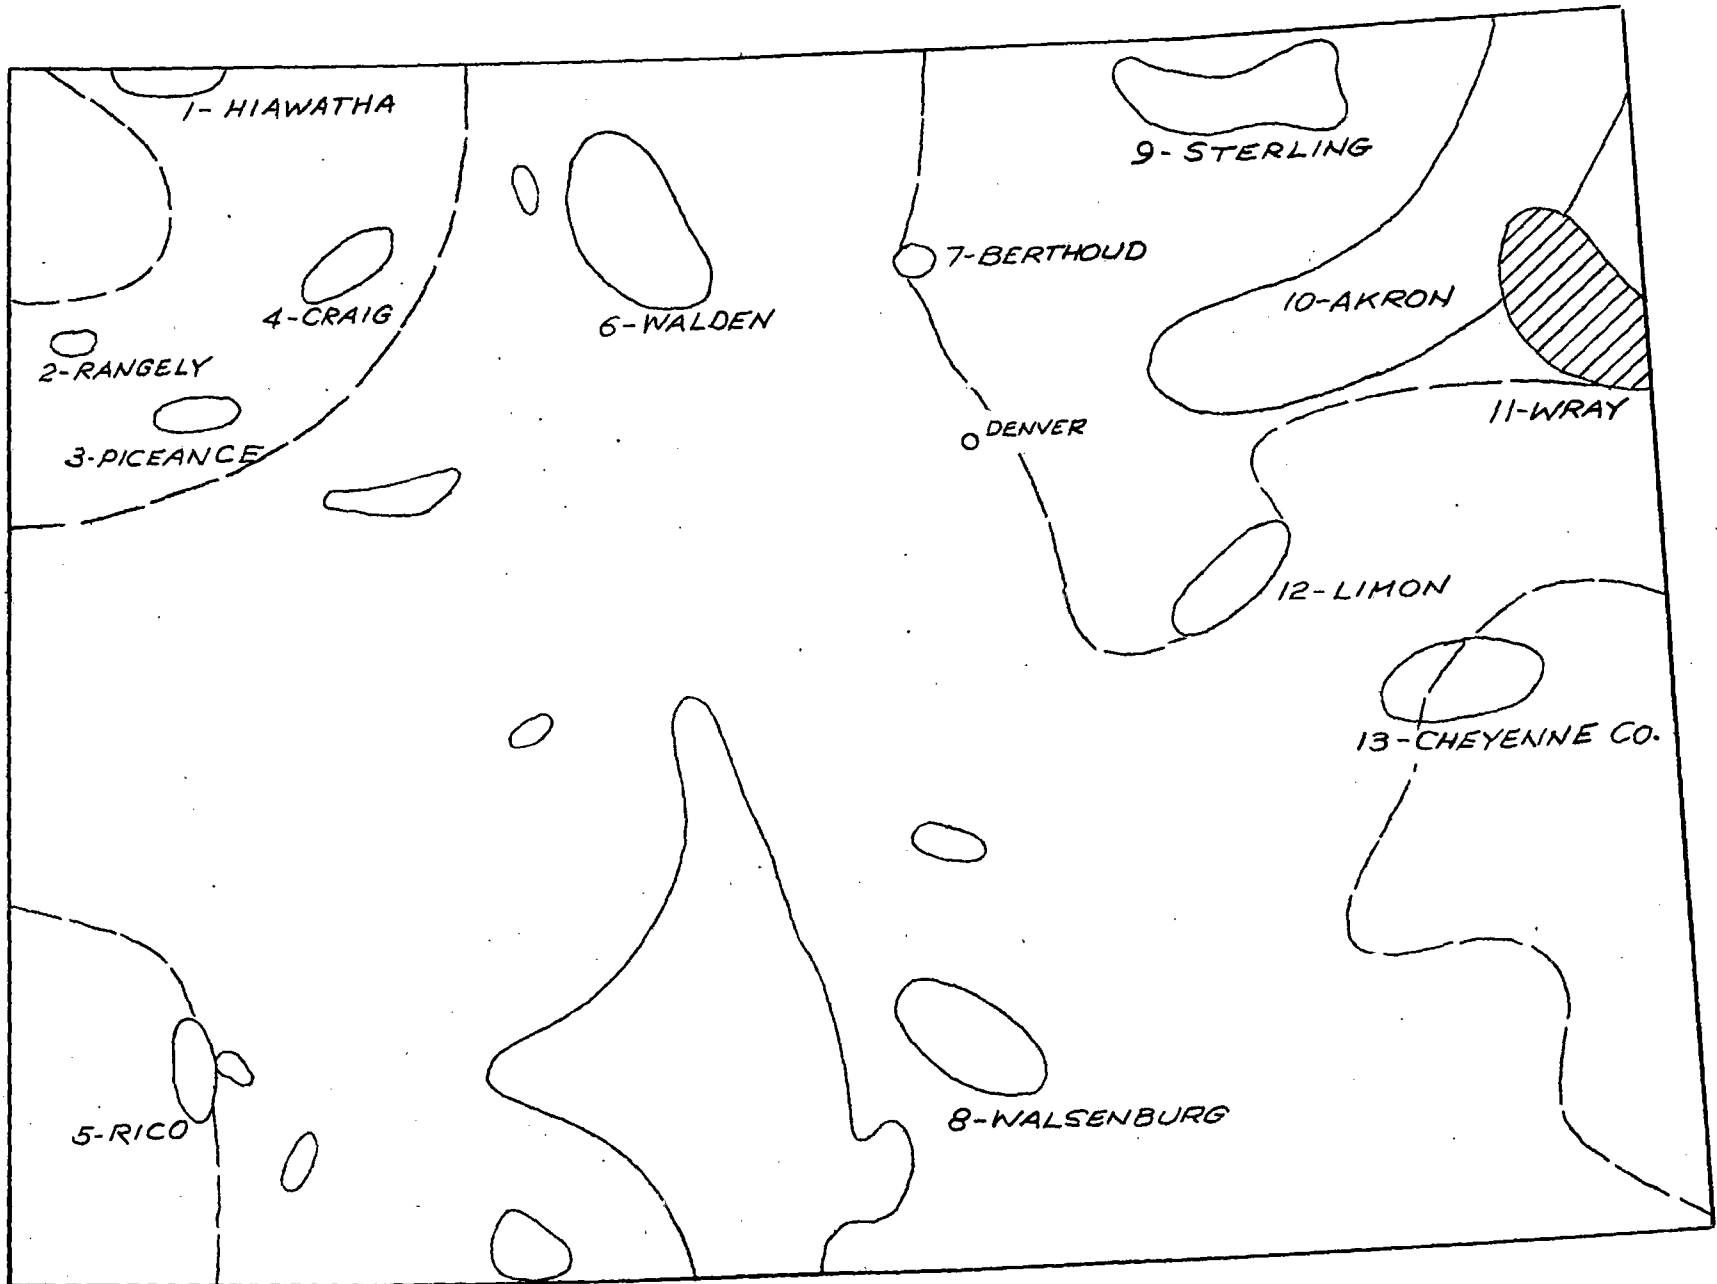 1- HIAWATHA
9- STERLING
7-BERTHOUD
10-AKRON
4-CRAIG
6-WALDEN
2-RANGELY
11-WRAY
DENVER
3-PICEANCE
12-LIMON
13-CHEYENNE CO.
8-WALSENBURG
5-RICO